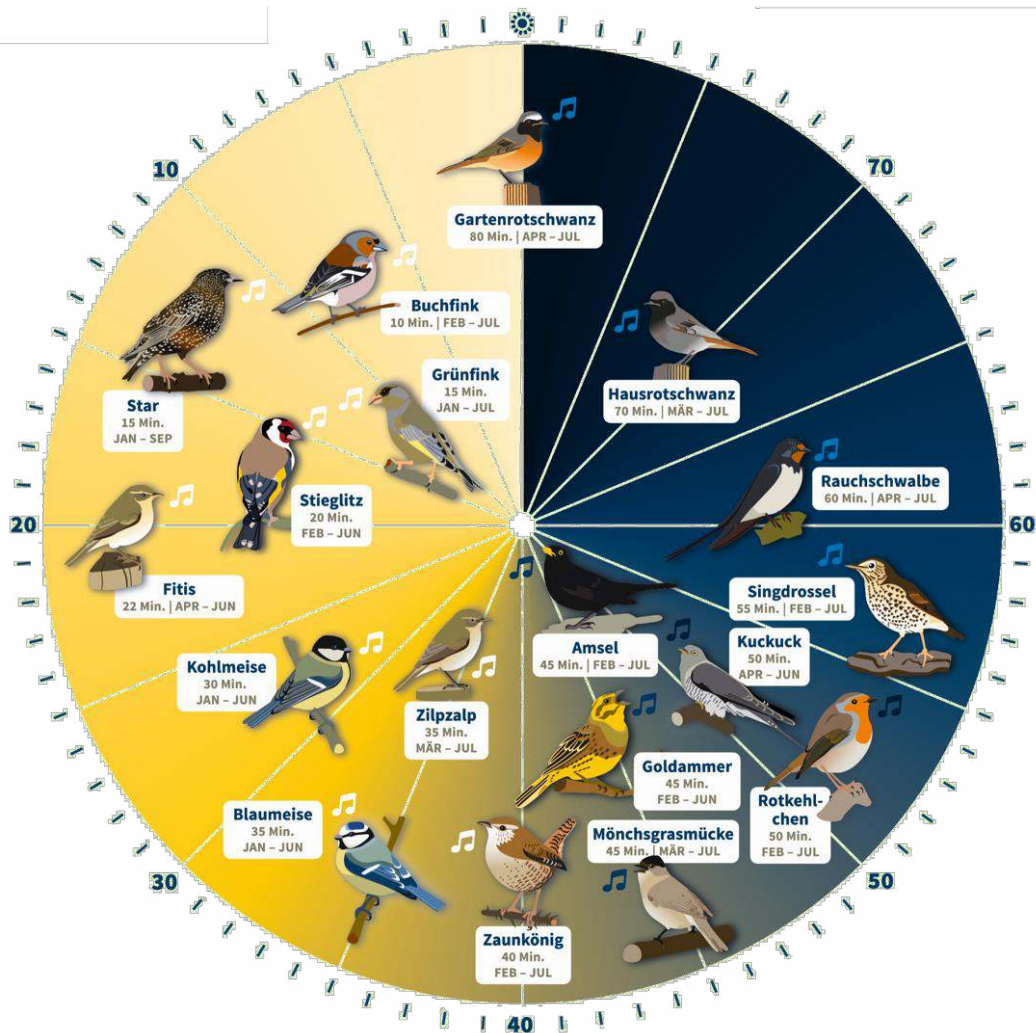 10
70
Gartenrotschwanz
80 Min. | APR – JUL
Buchfink
10 Min. | FEB – JUL
Hausrotschwanz
70 Min. | MÄR – JUL
Grünfink
15 Min.
JAN – JUL
Star
15 Min.
JAN – SEP
Rauchschwalbe
60 Min. | APR – JUL
Stieglitz
20 Min.
FEB – JUN
20
60
Fitis
22 Min. | APR – JUN
Singdrossel
55 Min. | FEB – JUL
Amsel
45 Min. | FEB – JUL
Kuckuck
50 Min.
APR – JUN
Kohlmeise
30 Min.
JAN – JUN
Zilpzalp
35 Min.
MÄR – JUL
Goldammer
45 Min.
FEB – JUN
Rotkehl-
chen
50 Min.
FEB – JUL
Blaumeise
35 Min.
JAN – JUN
Mönchsgrasmücke
45 Min. | MÄR – JUL
30
50
Zaunkönig
40 Min.
FEB – JUL
40